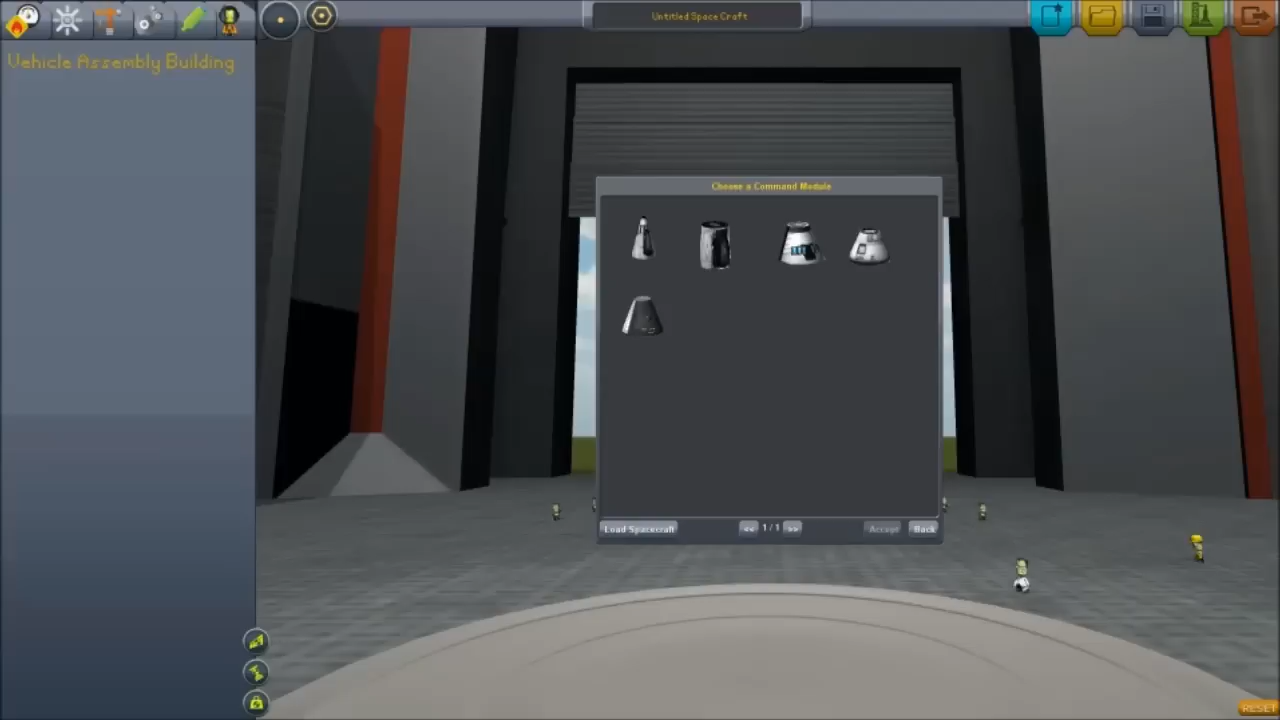 Untitled Space Craft
Vehicle Assembly Building
Choose a Command Module
Load Spacecraft
<< 1 / 1 >>
Accept
Back
RESET